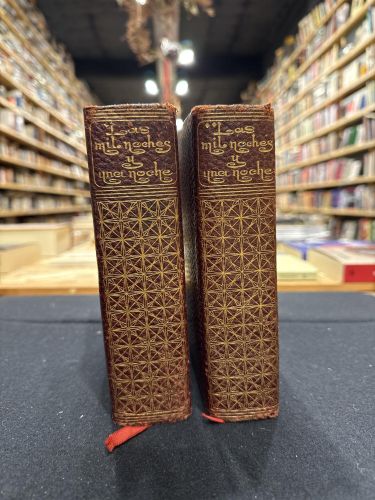 Las
mil noches
y
una noche
Las
mil noches
y
una noche